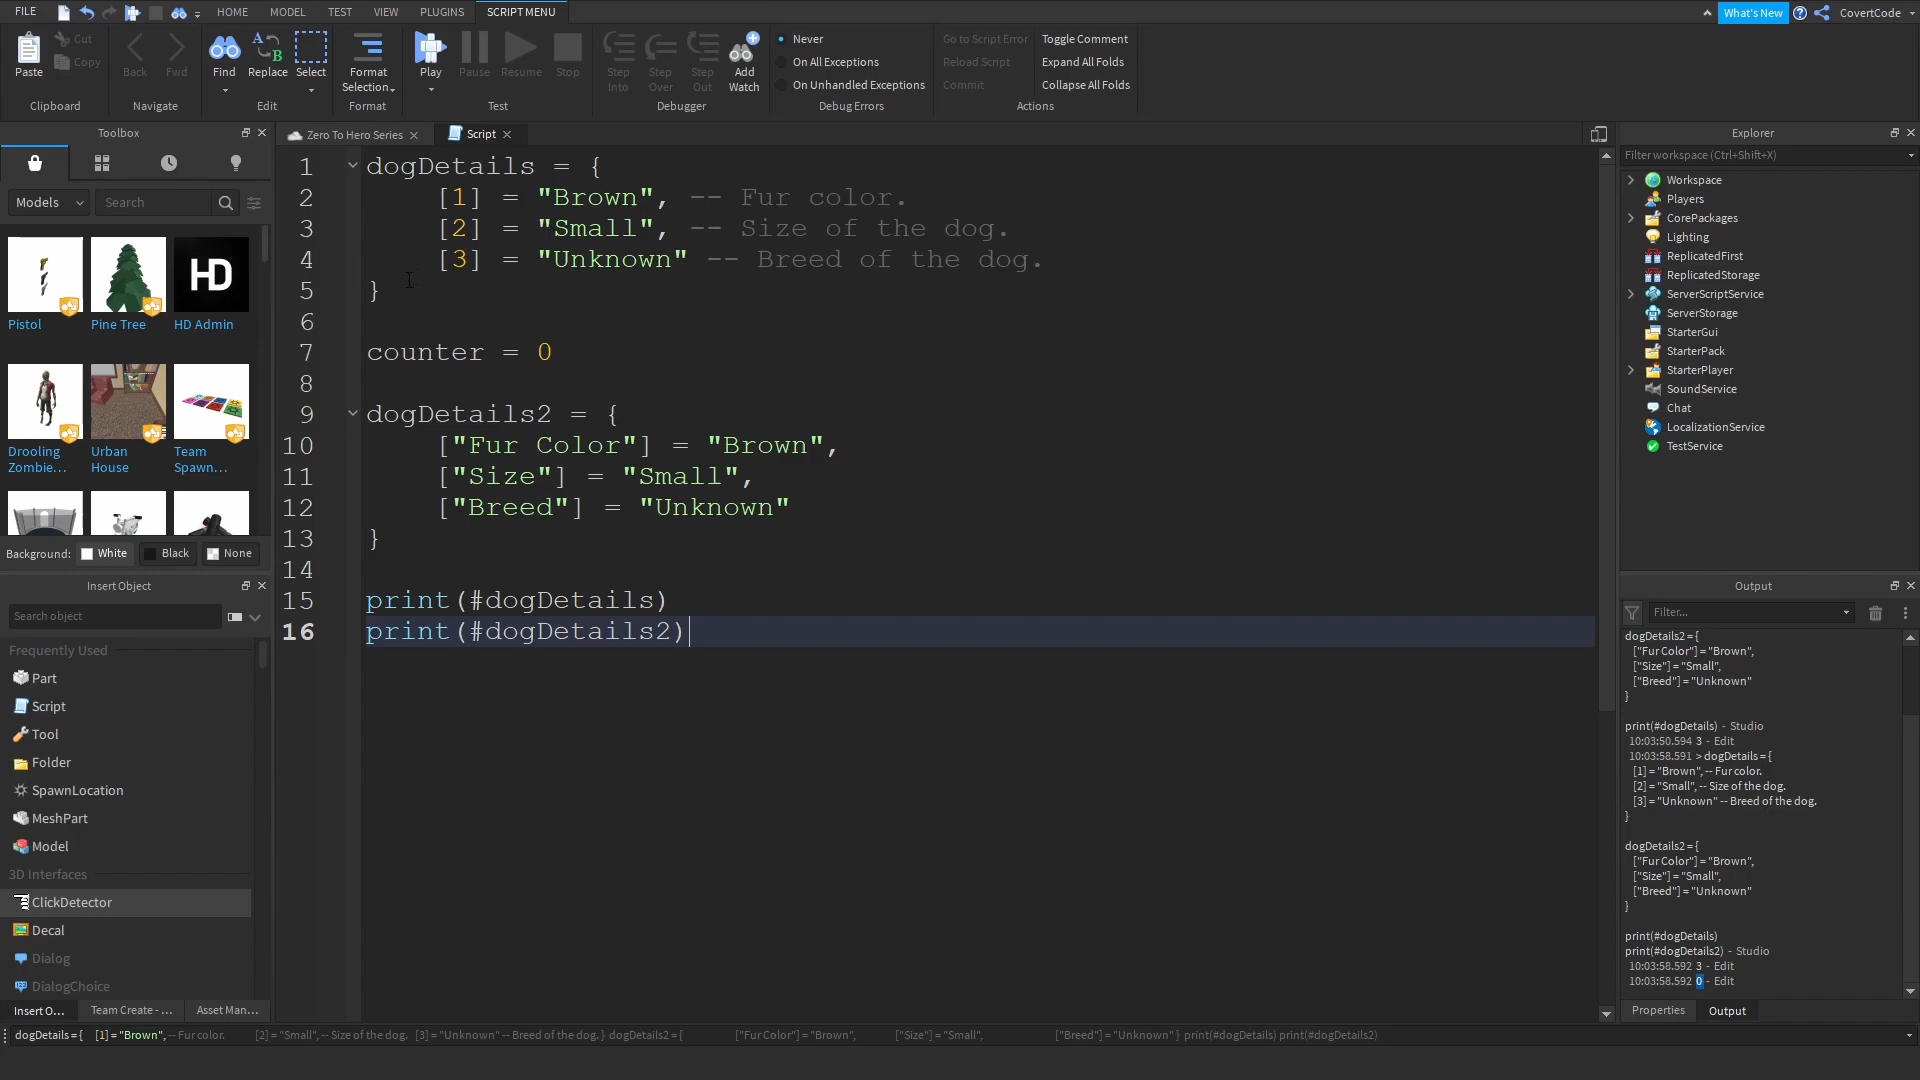 FILE HOME MODEL TEST VIEW PLUGINS SCRIPT MENU What's New CovertCode
Paste Cut Copy Back Fwd Find Replace Select Format Selection Play Pause Resume Stop Step Into Step Over Step Out Add Watch
Never
On All Exceptions
On Unhandled Exceptions
Go to Script Error
Reload Script
Commit
Toggle Comment
Expand All Folds
Collapse All Folds
Clipboard Navigate Edit Format Test Debugger Debug Errors Actions
Toolbox
Models Search
Pistol Pine Tree HD Admin
HD
Drooling Zombie... Urban House Team Spawn...
Background: White Black None
Insert Object
Search object
Frequently Used
Part
Script
Tool
Folder
SpawnLocation
MeshPart
Model
3D Interfaces
ClickDetector
Decal
Dialog
DialogChoice
Insert O... Team Create - ... Asset Man...
Zero To Hero Series Script
1 dogDetails = {
2 [1] = "Brown", -- Fur color.
3 [2] = "Small", -- Size of the dog.
4 [3] = "Unknown" -- Breed of the dog.
5 }
6
7 counter = 0
8
9 dogDetails2 = {
10 ["Fur Color"] = "Brown",
11 ["Size"] = "Small",
12 ["Breed"] = "Unknown"
13 }
14
15 print(#dogDetails)
16 print(#dogDetails2)
Explorer
Filter workspace (Ctrl+Shift+X)
Workspace
Players
CorePackages
Lighting
ReplicatedFirst
ReplicatedStorage
ServerScriptService
ServerStorage
StarterGui
StarterPack
StarterPlayer
SoundService
Chat
LocalizationService
TestService
Output
Filter...
dogDetails2 = {
["Fur Color"] = "Brown",
["Size"] = "Small",
["Breed"] = "Unknown"
}
print(#dogDetails) - Studio
10:03:50.594 3 - Edit
10:03:58.591 > dogDetails = {
[1] = "Brown", -- Fur color.
[2] = "Small", -- Size of the dog.
[3] = "Unknown" -- Breed of the dog.
}
dogDetails2 = {
["Fur Color"] = "Brown",
["Size"] = "Small",
["Breed"] = "Unknown"
}
print(#dogDetails)
print(#dogDetails2) - Studio
10:03:58.592 3 - Edit
10:03:58.592 0 - Edit
Properties Output
dogDetails = { [1] = "Brown", -- Fur color. [2] = "Small", -- Size of the dog. [3] = "Unknown" -- Breed of the dog. } dogDetails2 = { ["Fur Color"] = "Brown", ["Size"] = "Small", ["Breed"] = "Unknown" } print(#dogDetails) print(#dogDetails2)